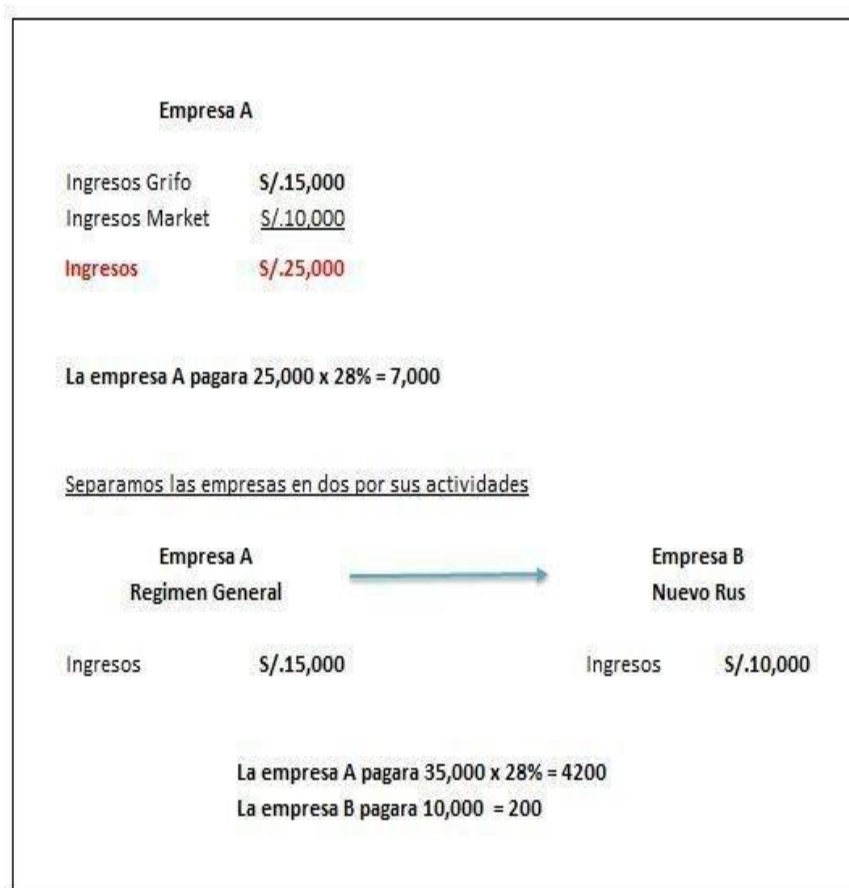 Empresa A
Ingresos Grifo S/.15,000
Ingresos Market S/.10,000
Ingresos S/.25,000
La empresa A pagara 25,000 x 28% = 7,000
Separamos las empresas en dos por sus actividades
Empresa A Empresa B
Regimen General Nuevo Rus
Ingresos S/.15,000 Ingresos S/.10,000
La empresa A pagara 35,000 x 28% = 4200
La empresa B pagara 10,000 = 200